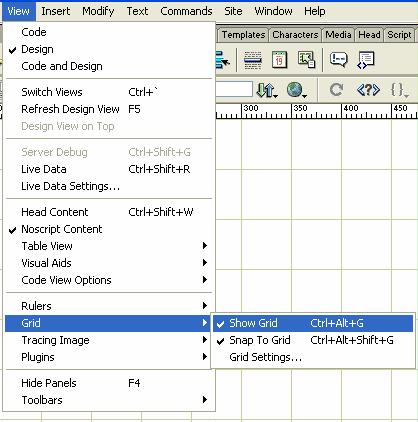 View Insert Modify Text Commands Site Window Help
Code
Design
Code and Design
Templates Characters Media Head Script
Switch Views Ctrl+`
Refresh Design View F5
Design View on Top
300 350 400 450
Server Debug Ctrl+Shift+G
Live Data Ctrl+Shift+R
Live Data Settings...
Head Content Ctrl+Shift+W
Noscript Content
Table View
Visual Aids
Code View Options
Rulers
Grid
Show Grid Ctrl+Alt+G
Tracing Image
Snap To Grid Ctrl+Alt+Shift+G
Plugins
Grid Settings...
Hide Panels F4
Toolbars